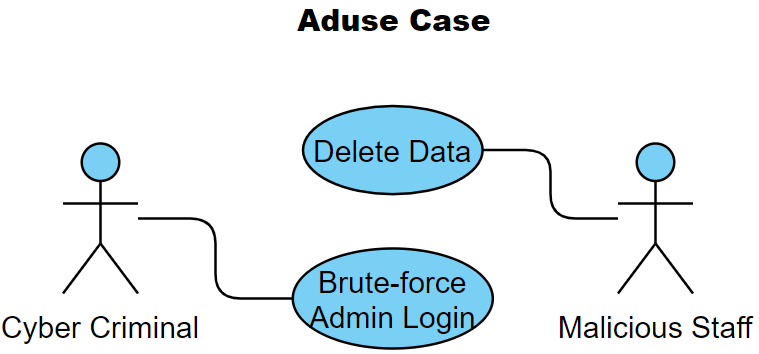 Aduse Case
Delete Data
Brute-force
Admin Login
Cyber Criminal
Malicious Staff